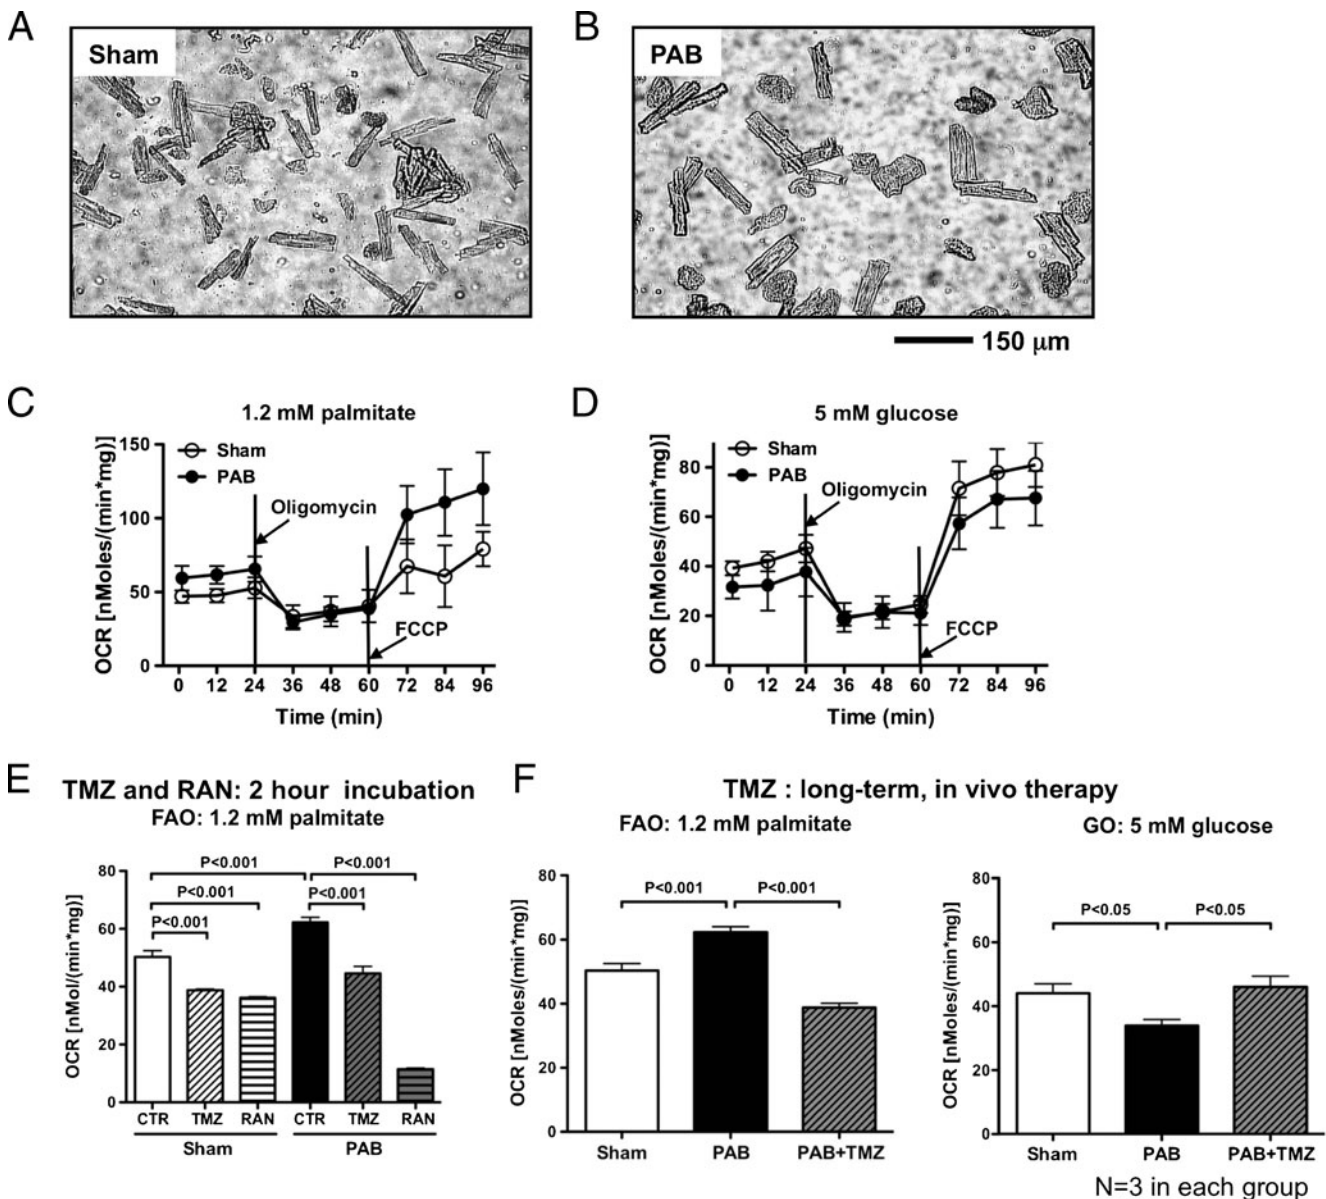 A
Sham
B
PAB
150 μm
C
1.2 mM palmitate
OCR [nMoles/(min*mg)]
150
100
50
0
Sham
PAB
Oligomycin
FCCP
0 12 24 36 48 60 72 84 96
Time (min)
D
5 mM glucose
OCR [nMoles/(min*mg)]
80
60
40
20
0
Sham
PAB
Oligomycin
FCCP
0 12 24 36 48 60 72 84 96
Time (min)
E
TMZ and RAN: 2 hour incubation
FAO: 1.2 mM palmitate
OCR [nMol/(min*mg)]
80
60
40
20
0
P<0.001
P<0.001
P<0.001
P<0.001
P<0.001
CTR TMZ RAN CTR TMZ RAN
Sham PAB
F
TMZ : long-term, in vivo therapy
FAO: 1.2 mM palmitate
OCR [nMoles/(min*mg)]
80
60
40
20
0
P<0.001 P<0.001
Sham PAB PAB+TMZ
GO: 5 mM glucose
OCR [nMoles/(min*mg)]
80
60
40
20
0
P<0.05 P<0.05
Sham PAB PAB+TMZ
N=3 in each group